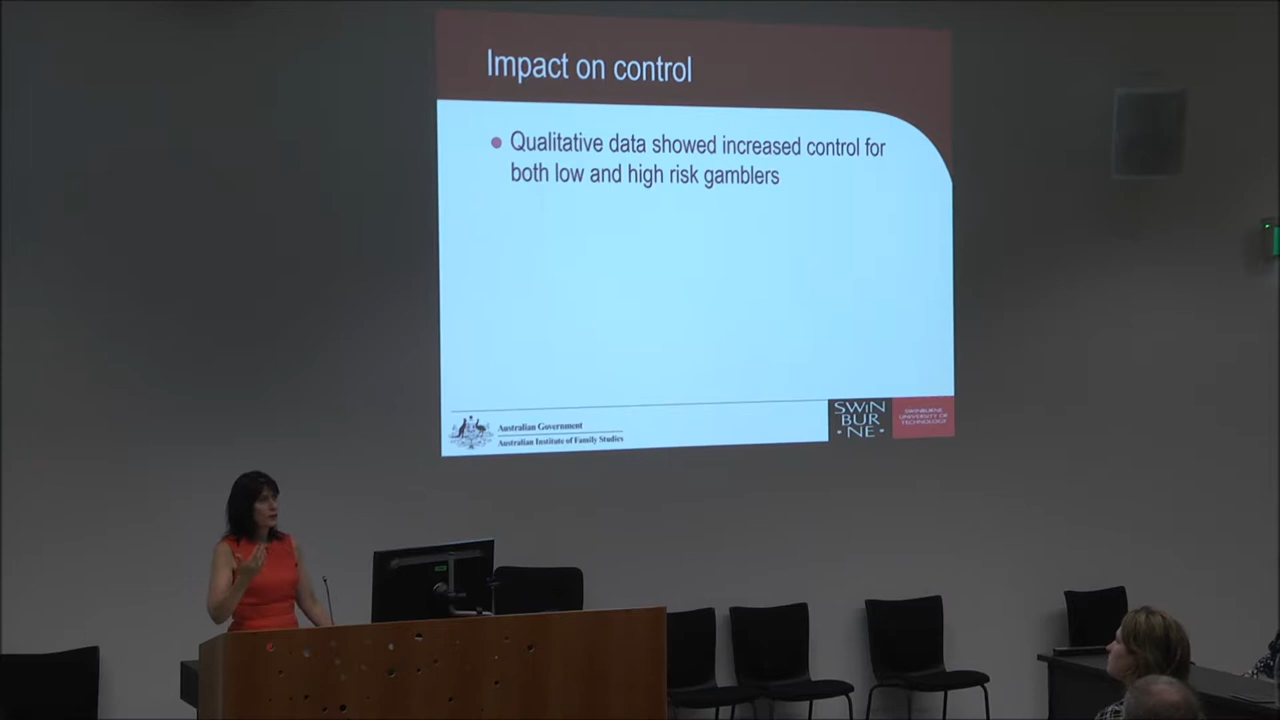 Impact on control
• Qualitative data showed increased control for
both low and high risk gamblers
Australian Government
Australian Institute of Family Studies
SWiN
BUR
• NE •
SWINBURNE
UNIVERSITY OF
TECHNOLOGY